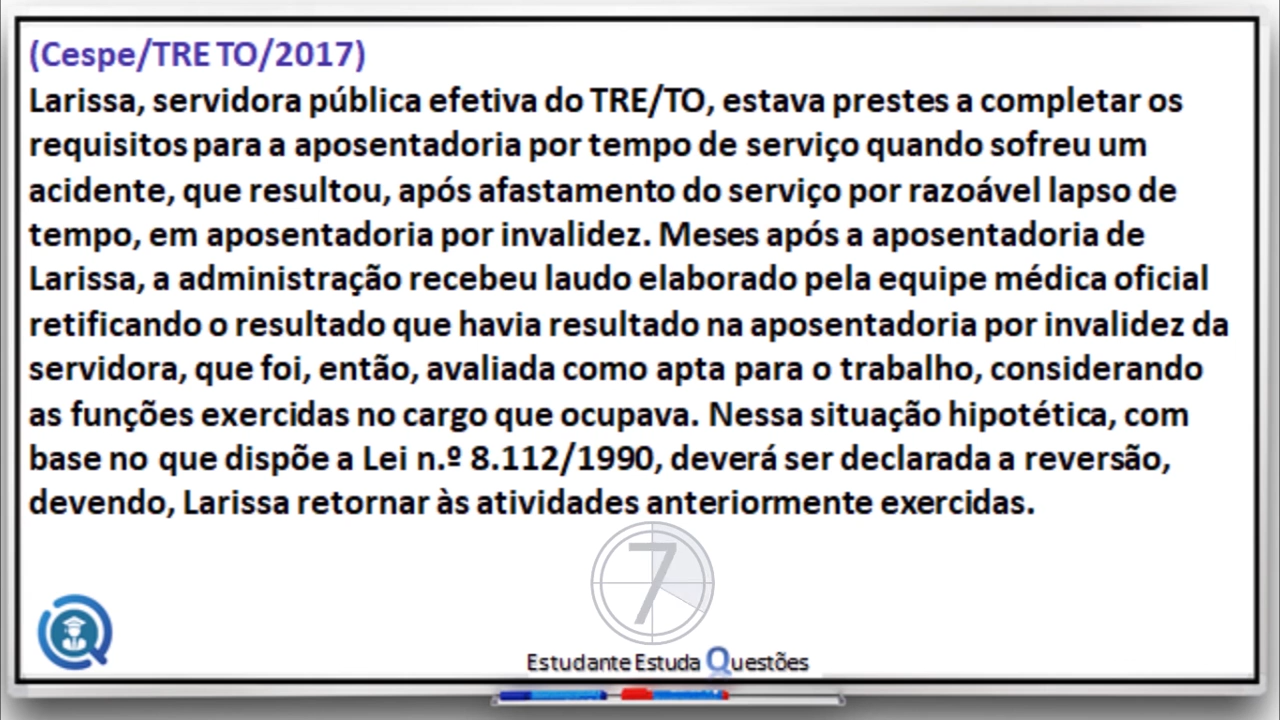 (Cespe/TRE TO/2017)
Larissa, servidora pública efetiva do TRE/TO, estava prestes a completar os
requisitos para a aposentadoria por tempo de serviço quando sofreu um
acidente, que resultou, após afastamento do serviço por razoável lapso de
tempo, em aposentadoria por invalidez. Meses após a aposentadoria de
Larissa, a administração recebeu laudo elaborado pela equipe médica oficial
retificando o resultado que havia resultado na aposentadoria por invalidez da
servidora, que foi, então, avaliada como apta para o trabalho, considerando
as funções exercidas no cargo que ocupava. Nessa situação hipotética, com
base no que dispõe a Lei n.º 8.112/1990, deverá ser declarada a reversão,
devendo, Larissa retornar às atividades anteriormente exercidas.
7
Estudante Estuda Questões